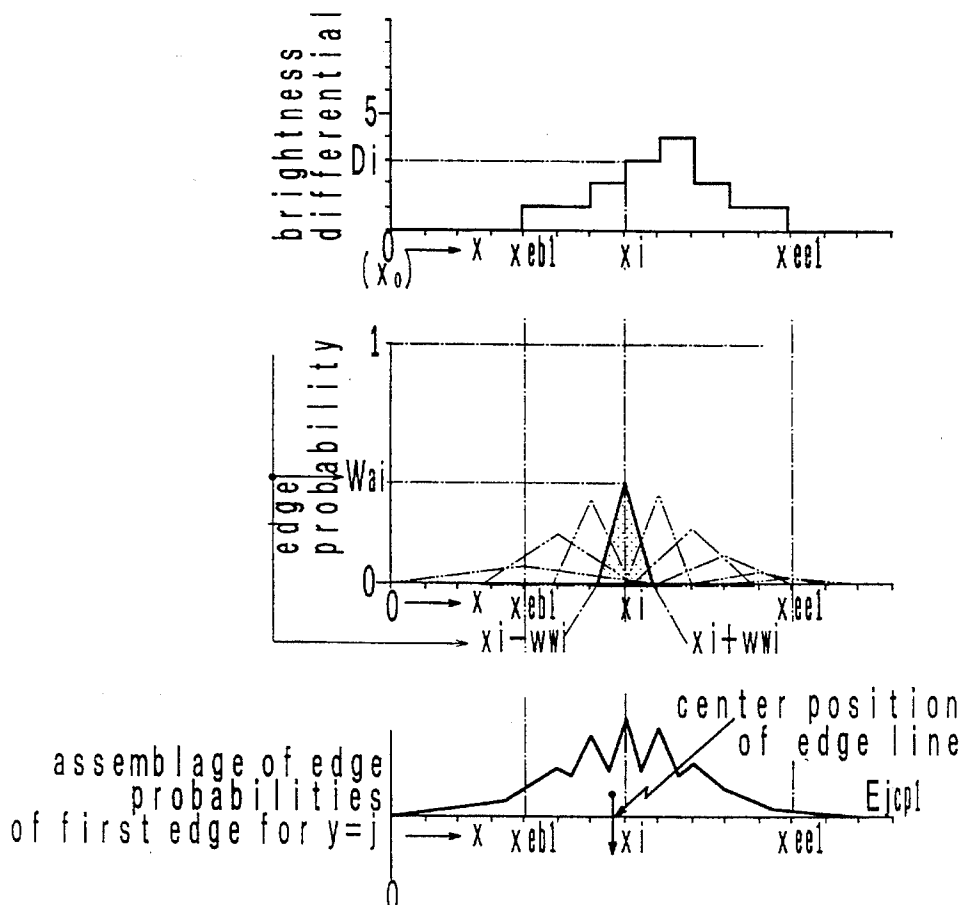 brightness
differential
5
Di
0
(x₀)
x
xeb1
xi
xee1
edge
probability
1
Wai
0
0
x
xeb1
xi
xee1
xi-wwi
xi+wwi
center position
of edge line
assemblage of edge
probabilities
of first edge for y=j
Ejcp1
x
xeb1
xi
xee1
0